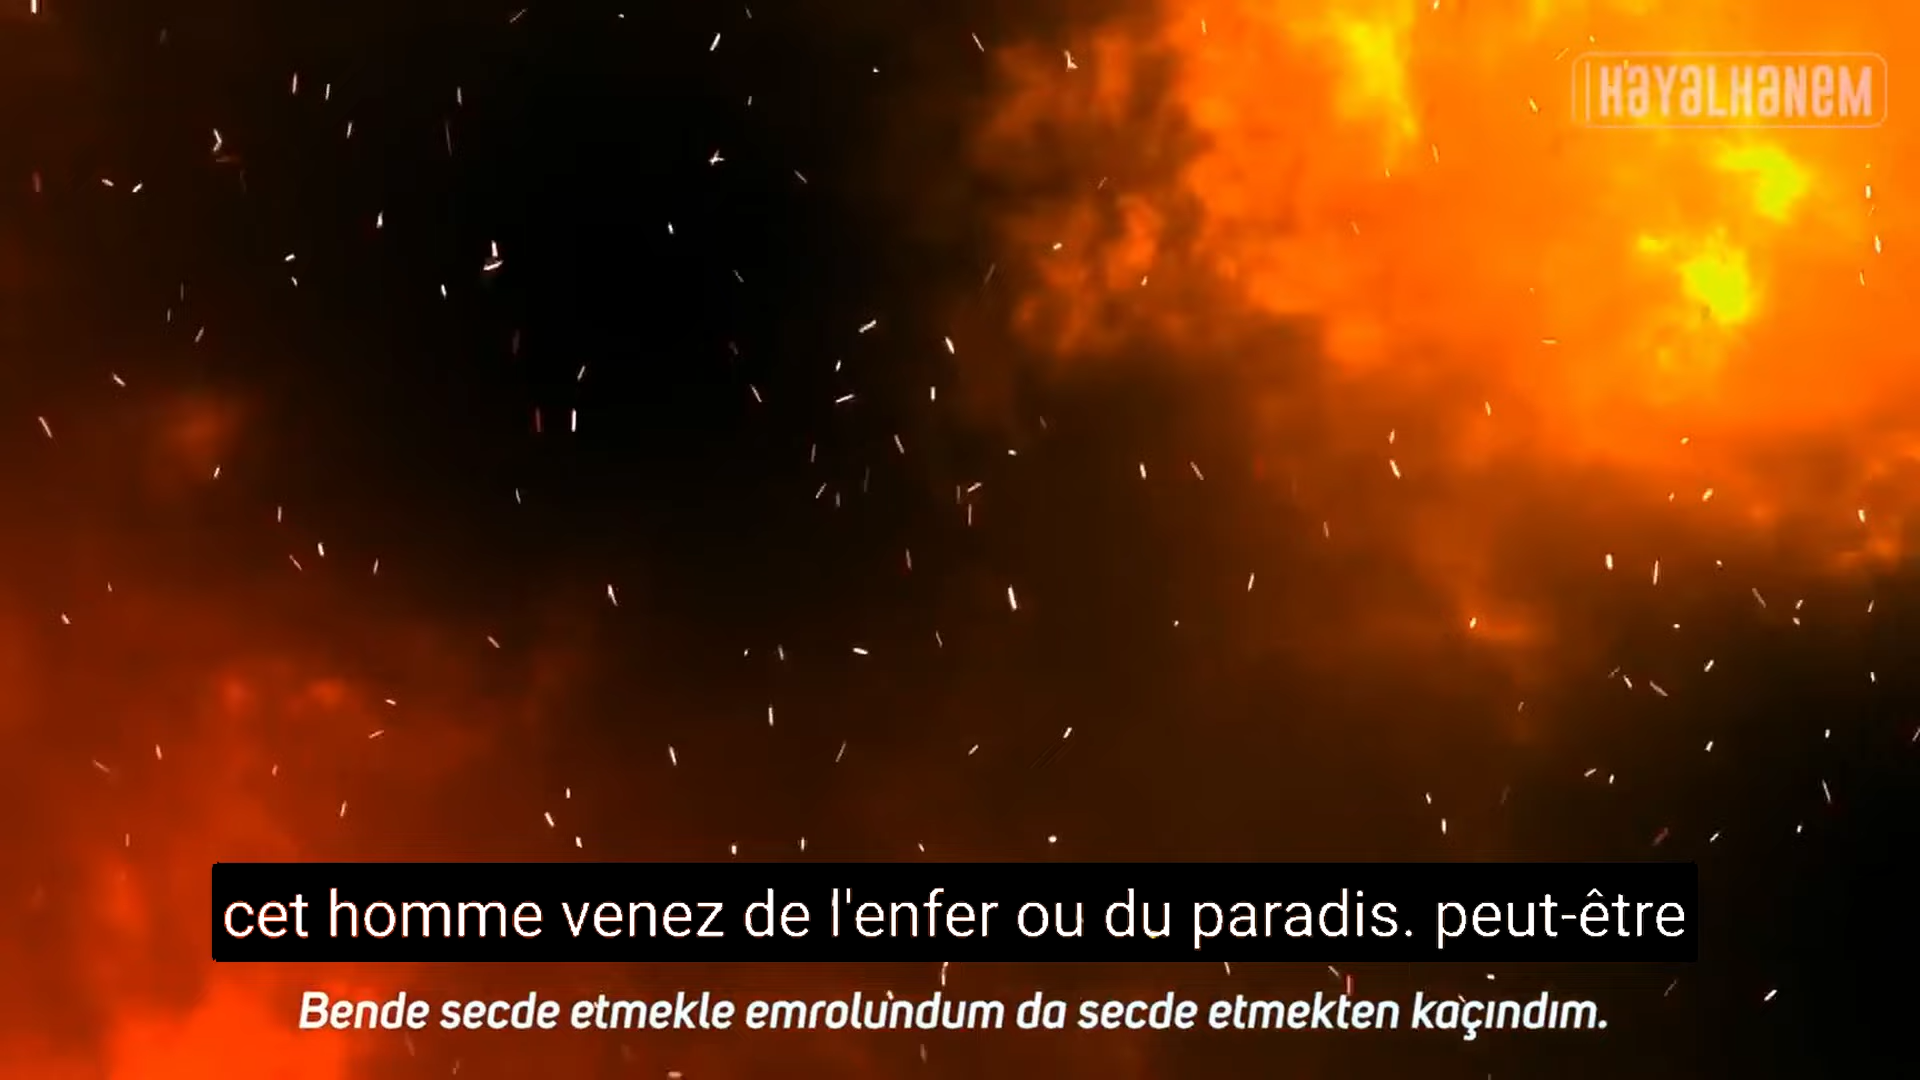 HAYALHANEM
cet homme venez de l'enfer ou du paradis. peut-être
Bende secde etmekle emrolundum da secde etmekten kaçındım.